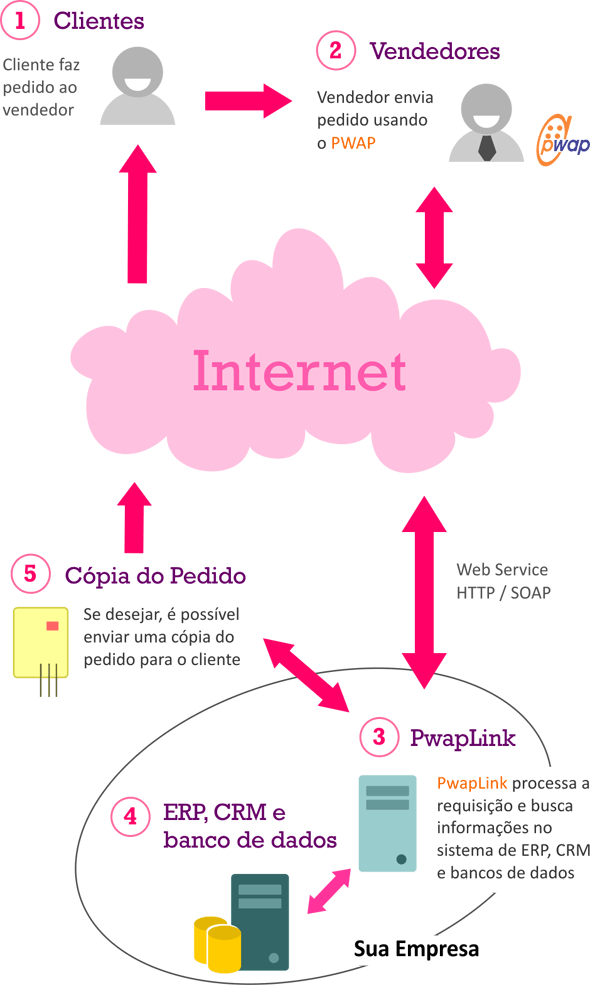 1 Clientes
Cliente faz
pedido ao
vendedor
2 Vendedores
Vendedor envia
pedido usando
o PWAP
pwap
Internet
Web Service
HTTP / SOAP
5 Cópia do Pedido
Se desejar, é possível
enviar uma cópia do
pedido para o cliente
3 PwapLink
PwapLink processa a
requisição e busca
informações no
sistema de ERP, CRM
e bancos de dados
4 ERP, CRM e
banco de dados
Sua Empresa